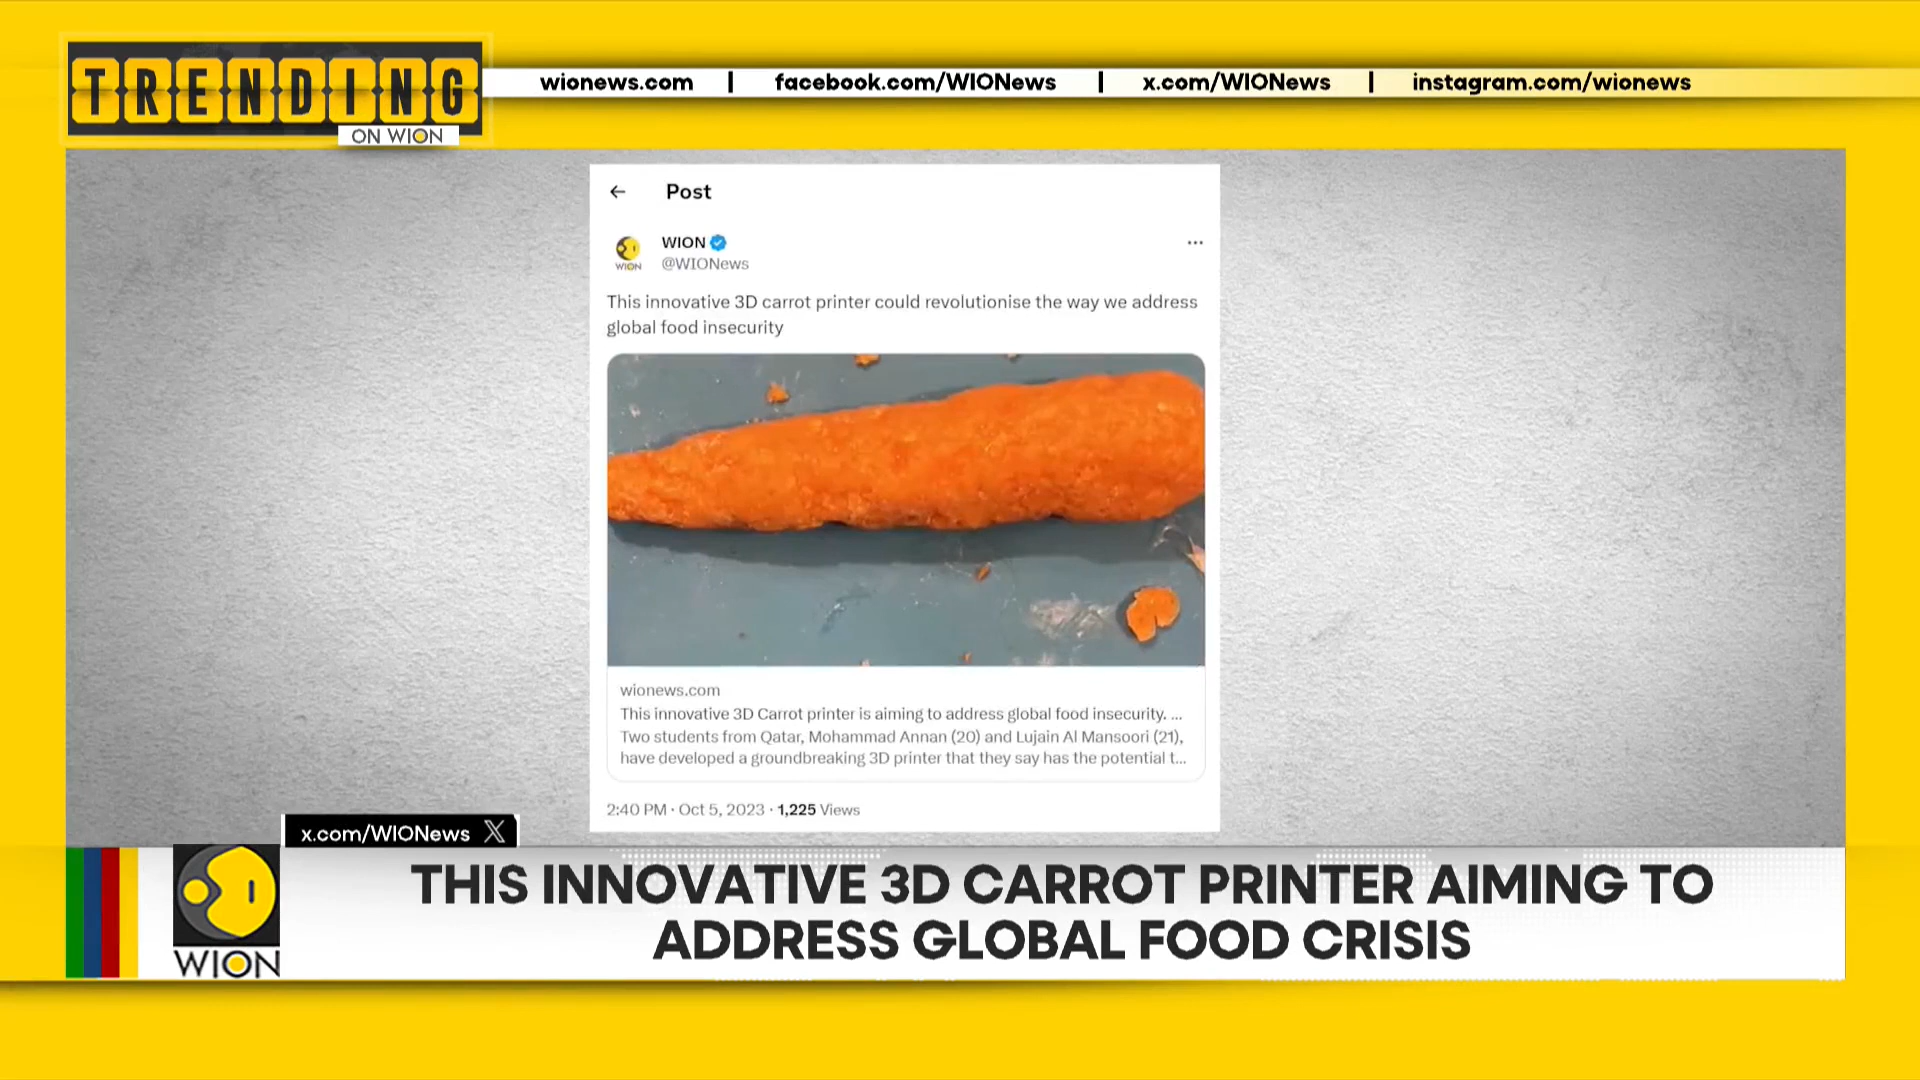 TRENDING
ON WION
wionews.com | facebook.com/WIONews | x.com/WIONews | instagram.com/wionews
Post
WION
@WIONews
WION
This innovative 3D carrot printer could revolutionise the way we address
global food insecurity
wionews.com
This innovative 3D Carrot printer is aiming to address global food insecurity. ...
Two students from Qatar, Mohammad Annan (20) and Lujain Al Mansoori (21),
have developed a groundbreaking 3D printer that they say has the potential t...
2:40 PM · Oct 5, 2023 · 1,225 Views
x.com/WIONews X
THIS INNOVATIVE 3D CARROT PRINTER AIMING TO
ADDRESS GLOBAL FOOD CRISIS
WION